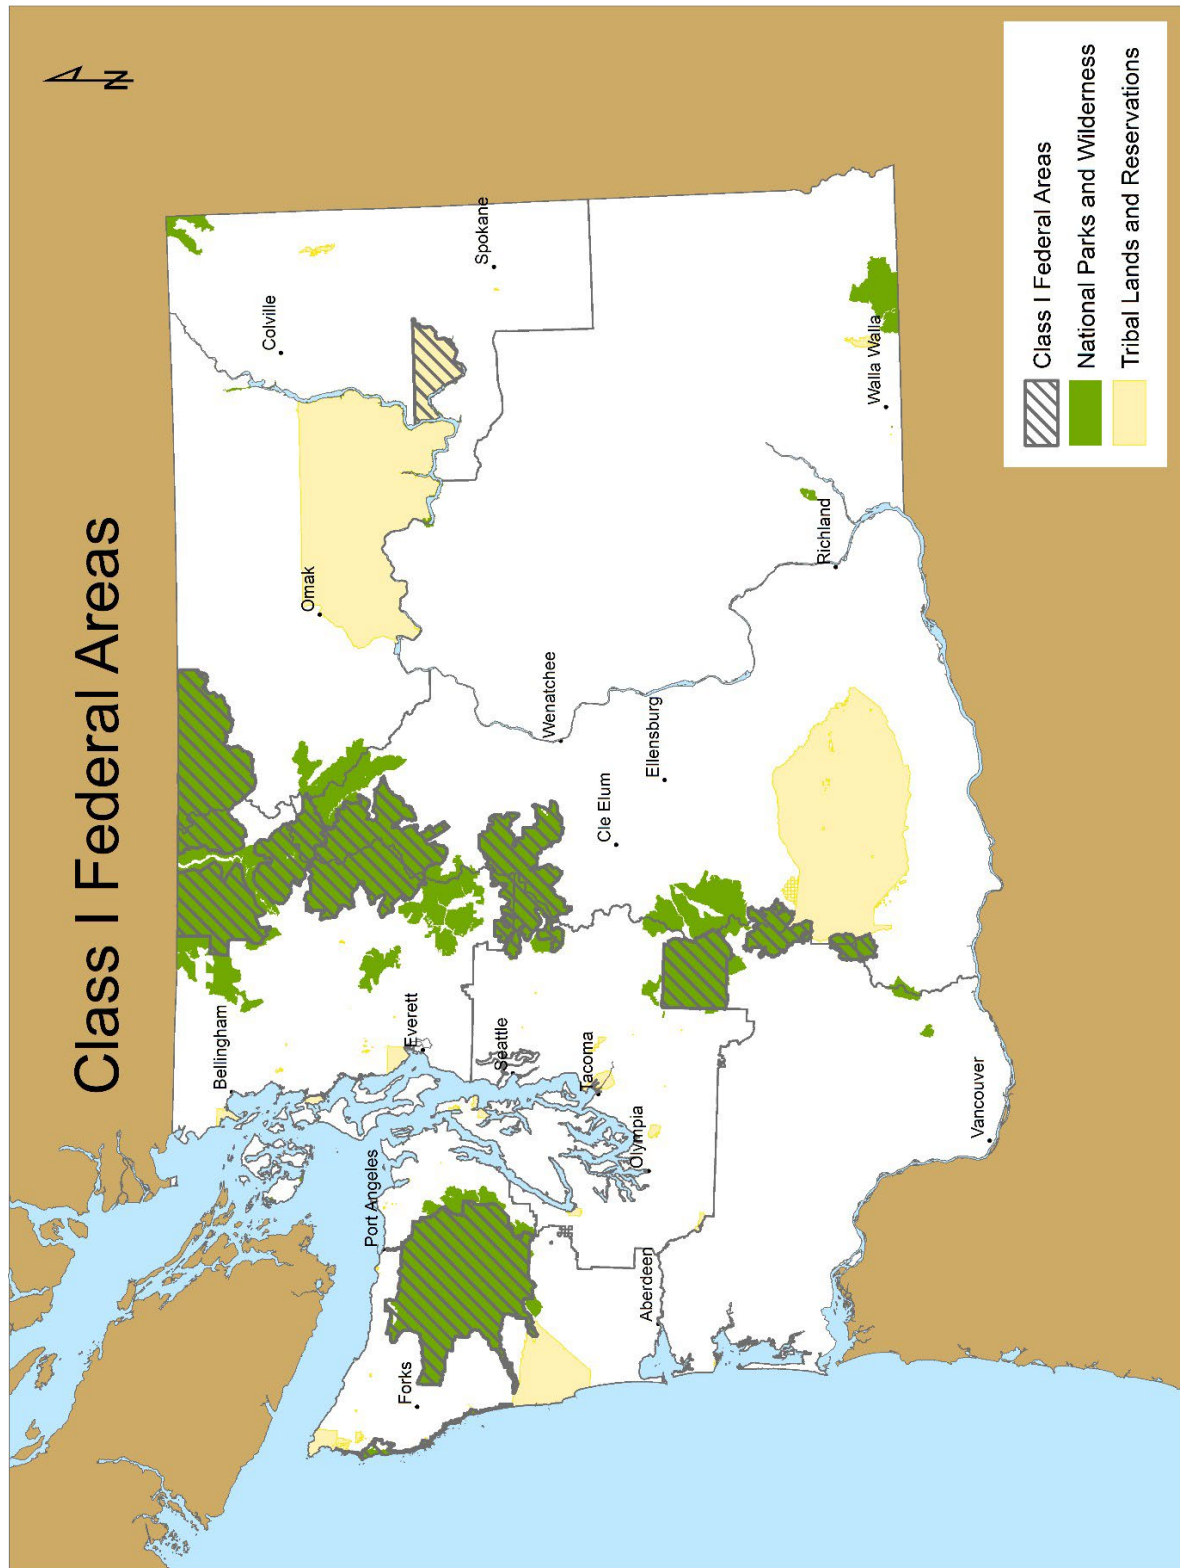 Class I Federal Areas
N
Bellingham
Omak
Colville
Port Angeles
Forks
Everett
Spokane
Seattle
Wenatchee
Tacoma
Cle Elum
Olympia
Ellensburg
Aberdeen
Richland
Walla Walla
Vancouver
Class I Federal Areas
National Parks and Wilderness
Tribal Lands and Reservations